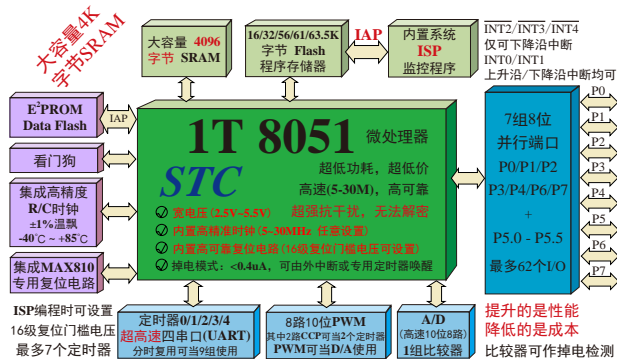 大容量4K
字节SRAM
大容量 4096
字节 SRAM
16/32/56/61/63.5K
字节 Flash
程序存储器
IAP
内置系统
ISP
监控程序
INT2/INT3/INT4
仅可下降沿中断
INT0/INT1
上升沿/下降沿中断均可
E²PROM
Data Flash
IAP
看门狗
集成高精度
R/C时钟
±1%温飘
-40℃~+85℃
集成MAX810
专用复位电路
1T 8051 微处理器
STC
超低功耗，超低价
高速(5-30M)，高可靠
宽电压(2.5V~5.5V) 超强抗干扰，无法解密
内置高精准时钟(5~30MHz 任意设置)
内置高可靠复位电路(16级复位门槛电压可设置)
掉电模式：<0.4uA，可由外中断或专用定时器唤醒
7组8位
并行端口
P0/P1/P2
P3/P4/P6/P7
+
P5.0 - P5.5
最多62个I/O
P0
P1
P2
P3
P4
P5
P6
P7
ISP编程时可设置
16级复位门槛电压
最多7个定时器
定时器0/1/2/3/4
超高速四串口(UART)
分时复用可当9组使用
8路10位PWM
其中2路CCP可当2个定时器
PWM可当D/A使用
A/D
(高速10位8路)
1组比较器
提升的是性能
降低的是成本
比较器可作掉电检测